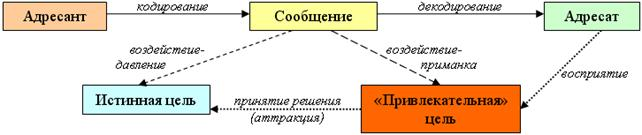 Адресант
кодирование
Сообщение
декодирование
Адресат
воздействие-
давление
воздействие-
приманка
восприятие
Истинная цель
принятие решения
(аттракция)
«Привлекательная»
цель